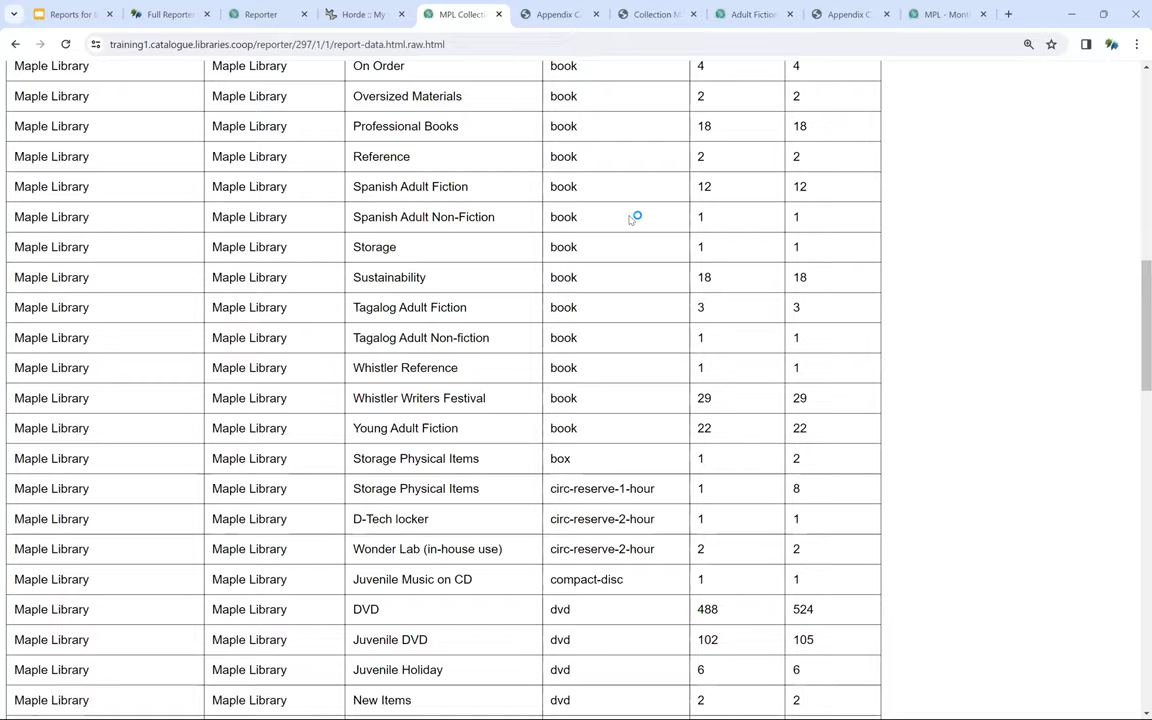 Reports for
Full Reporter
Reporter
Horde :: My
MPL Collecti
Appendix C
Collection M
Adult Fiction
Appendix C
MPL - Mont
training1.catalogue.libraries.coop/reporter/297/1/1/report-data.html.raw.html
Maple Library Maple Library On Order book 4 4
Maple Library Maple Library Oversized Materials book 2 2
Maple Library Maple Library Professional Books book 18 18
Maple Library Maple Library Reference book 2 2
Maple Library Maple Library Spanish Adult Fiction book 12 12
Maple Library Maple Library Spanish Adult Non-Fiction book 1 1
Maple Library Maple Library Storage book 1 1
Maple Library Maple Library Sustainability book 18 18
Maple Library Maple Library Tagalog Adult Fiction book 3 3
Maple Library Maple Library Tagalog Adult Non-fiction book 1 1
Maple Library Maple Library Whistler Reference book 1 1
Maple Library Maple Library Whistler Writers Festival book 29 29
Maple Library Maple Library Young Adult Fiction book 22 22
Maple Library Maple Library Storage Physical Items box 1 2
Maple Library Maple Library Storage Physical Items circ-reserve-1-hour 1 8
Maple Library Maple Library D-Tech locker circ-reserve-2-hour 1 1
Maple Library Maple Library Wonder Lab (in-house use) circ-reserve-2-hour 2 2
Maple Library Maple Library Juvenile Music on CD compact-disc 1 1
Maple Library Maple Library DVD dvd 488 524
Maple Library Maple Library Juvenile DVD dvd 102 105
Maple Library Maple Library Juvenile Holiday dvd 6 6
Maple Library Maple Library New Items dvd 2 2